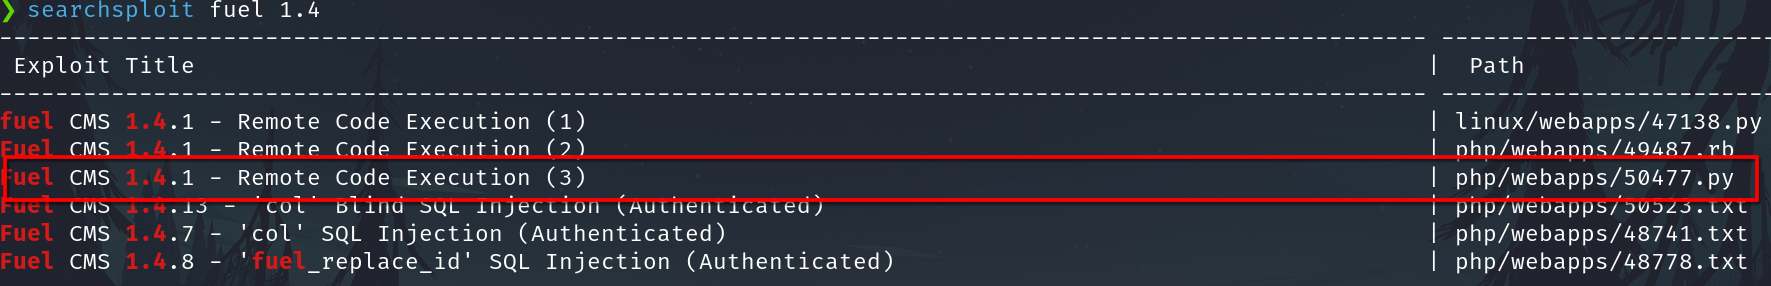 ❯ searchsploit fuel 1.4
Exploit Title | Path
fuel CMS 1.4.1 - Remote Code Execution (1) | linux/webapps/47138.py
Fuel CMS 1.4.1 - Remote Code Execution (2) | php/webapps/49487.rb
Fuel CMS 1.4.1 - Remote Code Execution (3) | php/webapps/50477.py
Fuel CMS 1.4.13 - 'col' Blind SQL Injection (Authenticated) | php/webapps/50523.txt
Fuel CMS 1.4.7 - 'col' SQL Injection (Authenticated) | php/webapps/48741.txt
Fuel CMS 1.4.8 - 'fuel_replace_id' SQL Injection (Authenticated) | php/webapps/48778.txt